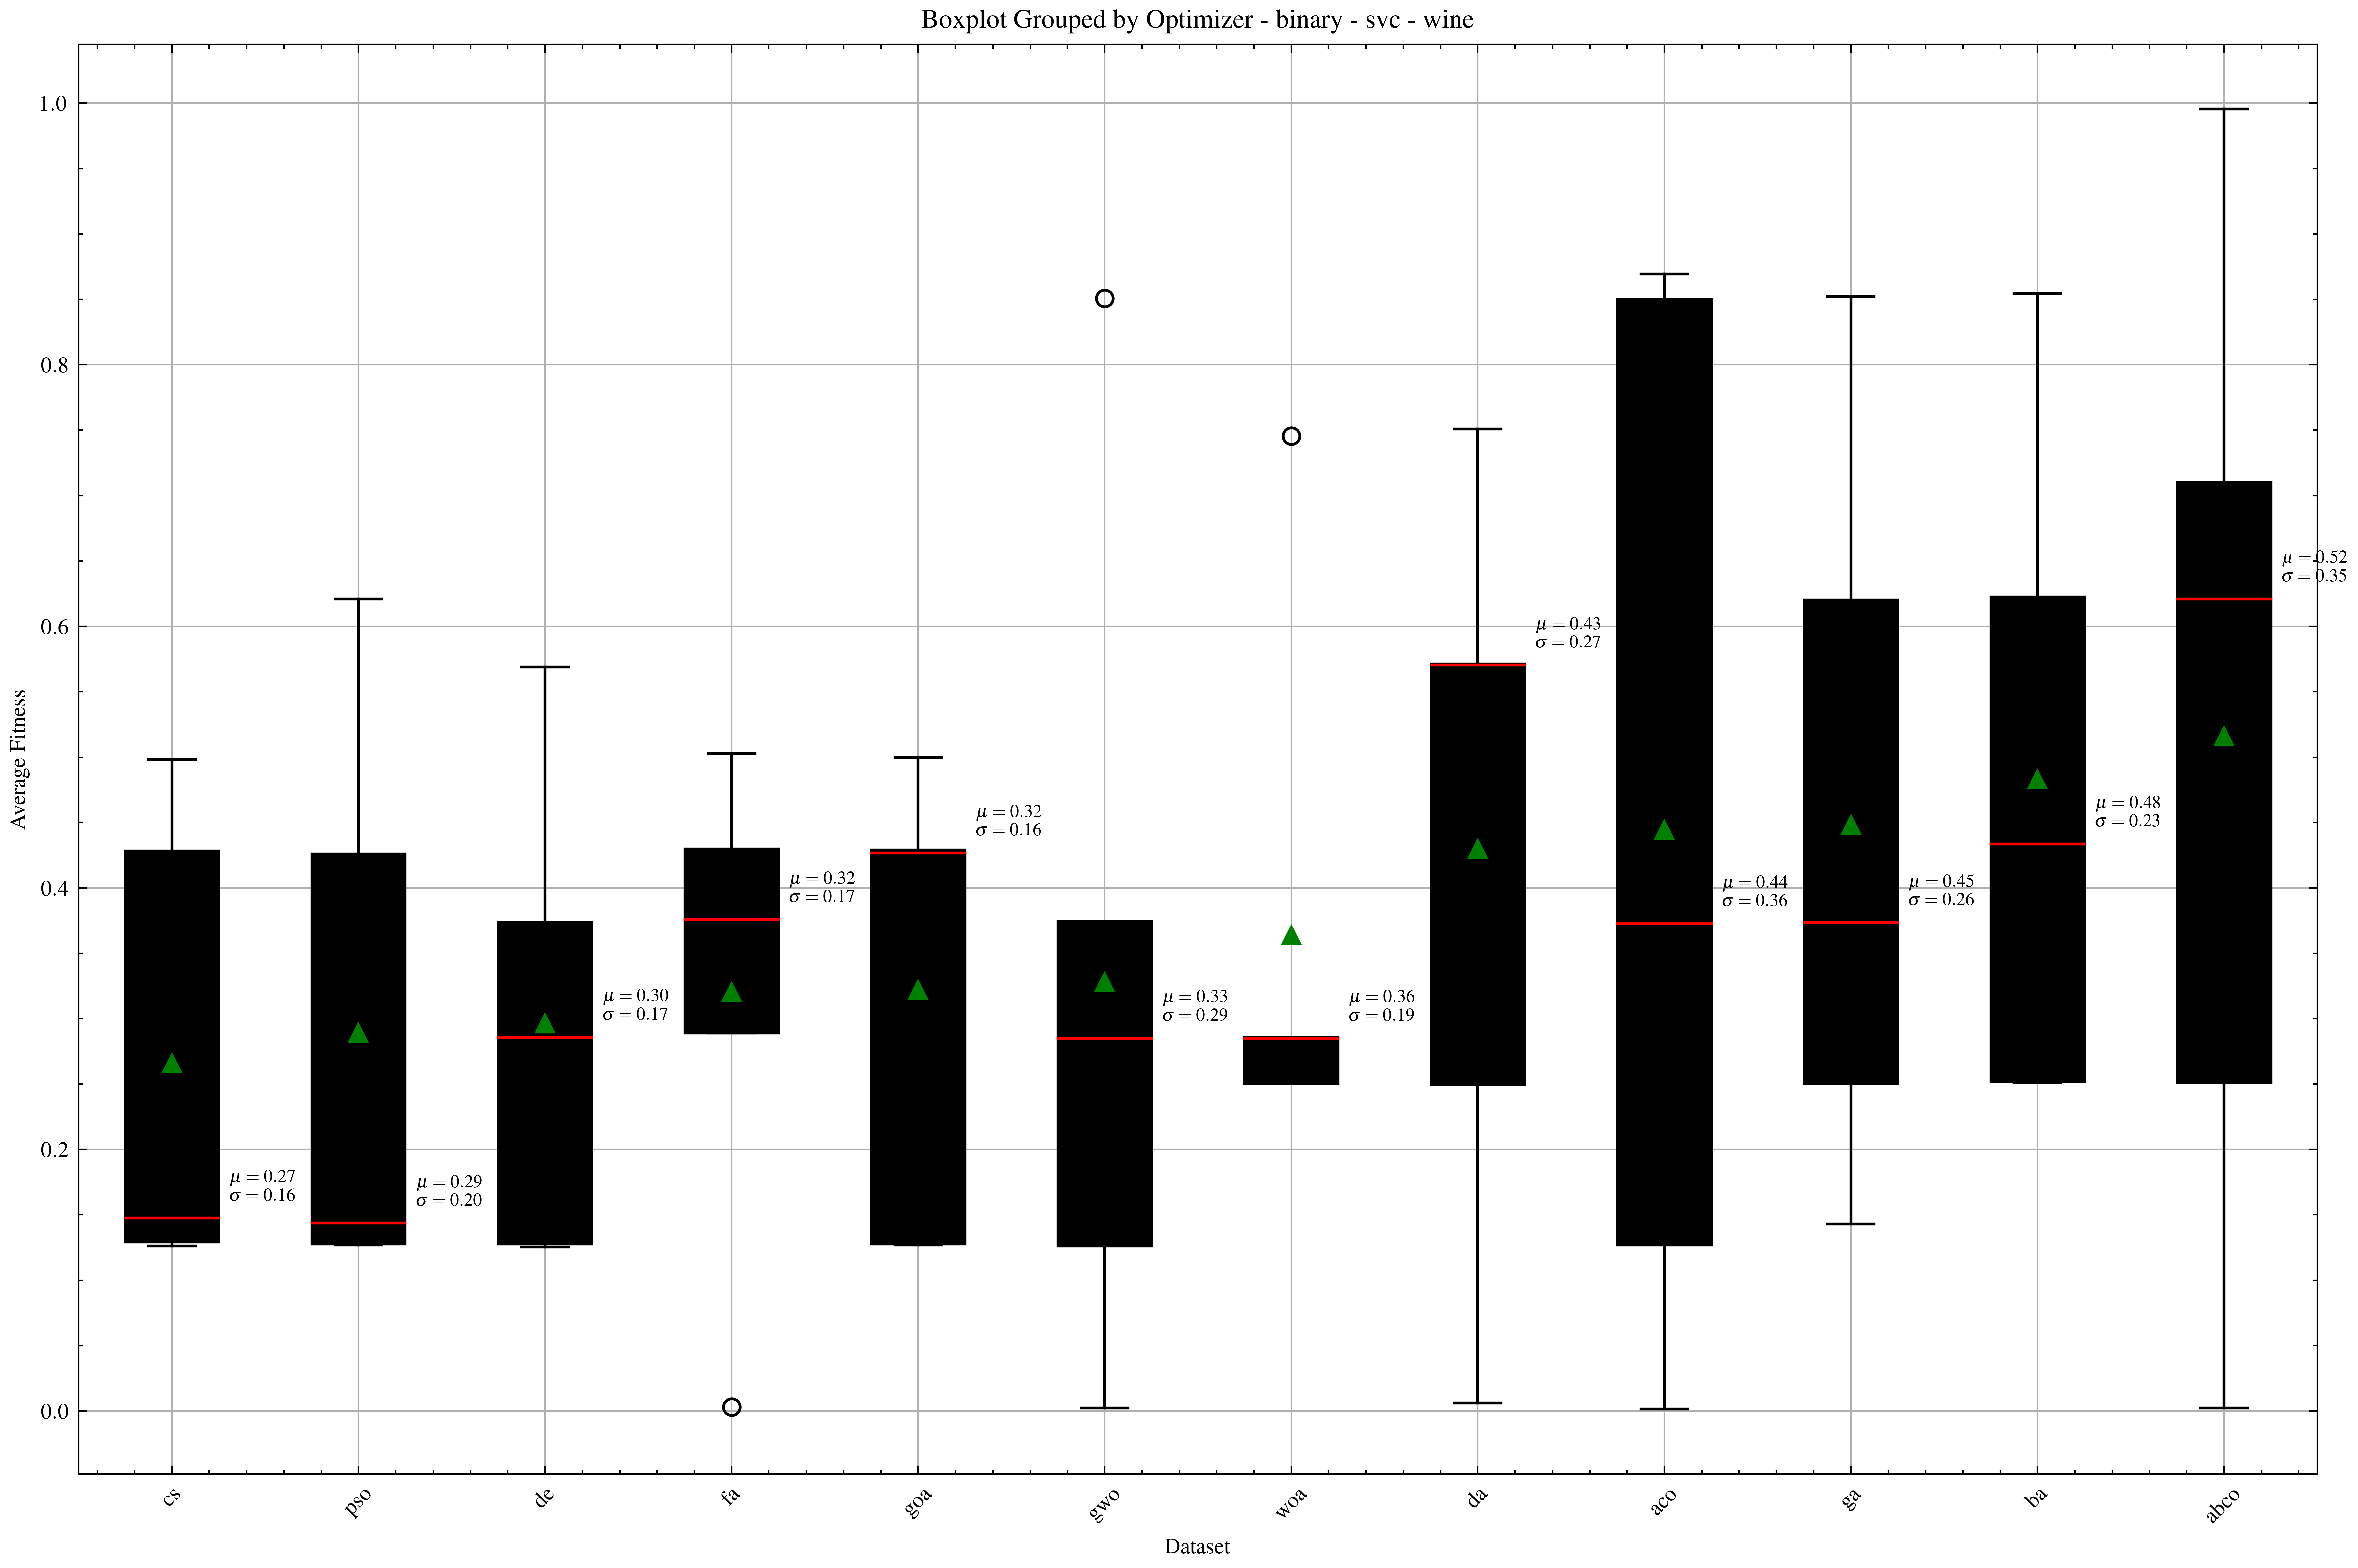 Boxplot Grouped by Optimizer - binary - svc - wine
1.0
0.8
0.6
0.4
0.2
0.0
Average Fitness
μ = 0.27
σ = 0.16
μ = 0.29
σ = 0.20
μ = 0.30
σ = 0.17
μ = 0.32
σ = 0.17
μ = 0.32
σ = 0.16
μ = 0.33
σ = 0.29
μ = 0.36
σ = 0.19
μ = 0.43
σ = 0.27
μ = 0.44
σ = 0.36
μ = 0.45
σ = 0.26
μ = 0.48
σ = 0.23
μ = 0.52
σ = 0.35
cs
pso
de
fa
goa
gwo
woa
da
aco
ga
ba
abco
Dataset